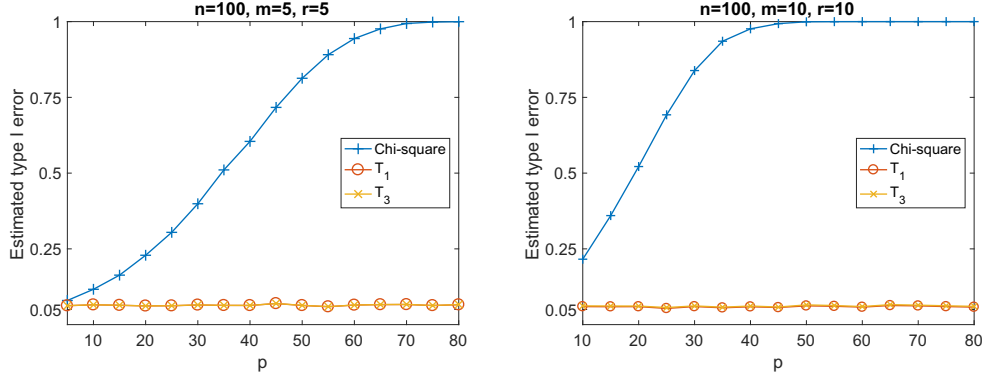 n=100, m=5, r=5
Estimated type I error
1
0.75
0.5
0.25
0.05
Chi-square
T1
T3
10 20 30 40 50 60 70 80
p
n=100, m=10, r=10
Estimated type I error
1
0.75
0.5
0.25
0.05
Chi-square
T1
T3
10 20 30 40 50 60 70 80
p